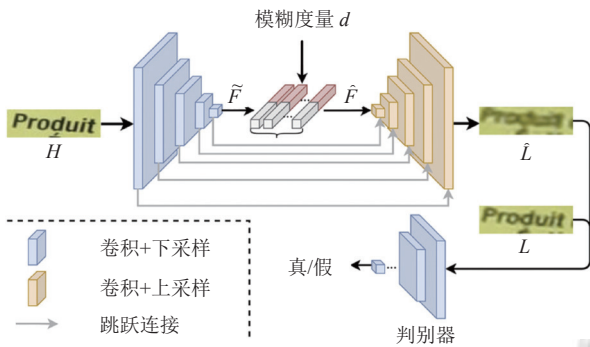 模糊度量 d
F̃
F̂
Produit
H
Produit
L̂
Produit
L
卷积+下采样
真/假
卷积+上采样
跳跃连接
判别器